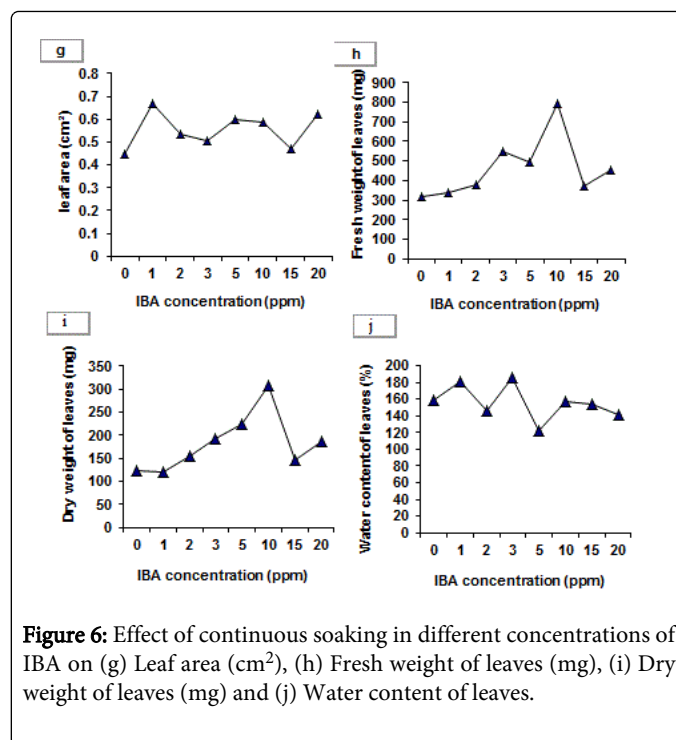 g
leaf area (cm²)
0.8
0.7
0.6
0.5
0.4
0.3
0.2
0.1
0
0 1 2 3 5 10 15 20
IBA concentration (ppm)
h
Fresh weight of leaves (mg)
900
800
700
600
500
400
300
200
100
0
0 1 2 3 5 10 15 20
IBA concentration (ppm)
i
Dry weight of leaves (mg)
350
300
250
200
150
100
50
0
0 1 2 3 5 10 15 20
IBA concentration (ppm)
j
Water content of leaves (%)
200
180
160
140
120
100
80
60
40
20
0
0 1 2 3 5 10 15 20
IBA concentration (ppm)
Figure 6: Effect of continuous soaking in different concentrations of
IBA on (g) Leaf area (cm²), (h) Fresh weight of leaves (mg), (i) Dry
weight of leaves (mg) and (j) Water content of leaves.